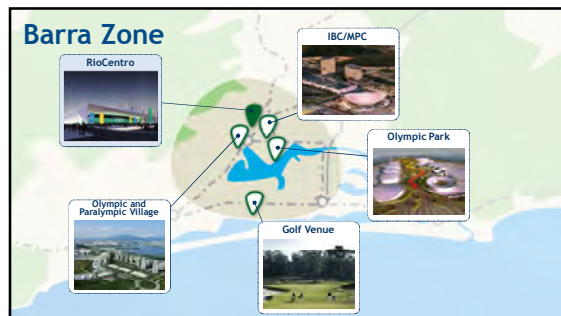 Barra Zone
RioCentro
IBC/MPC
Olympic Park
Olympic and
Paralympic Village
Golf Venue